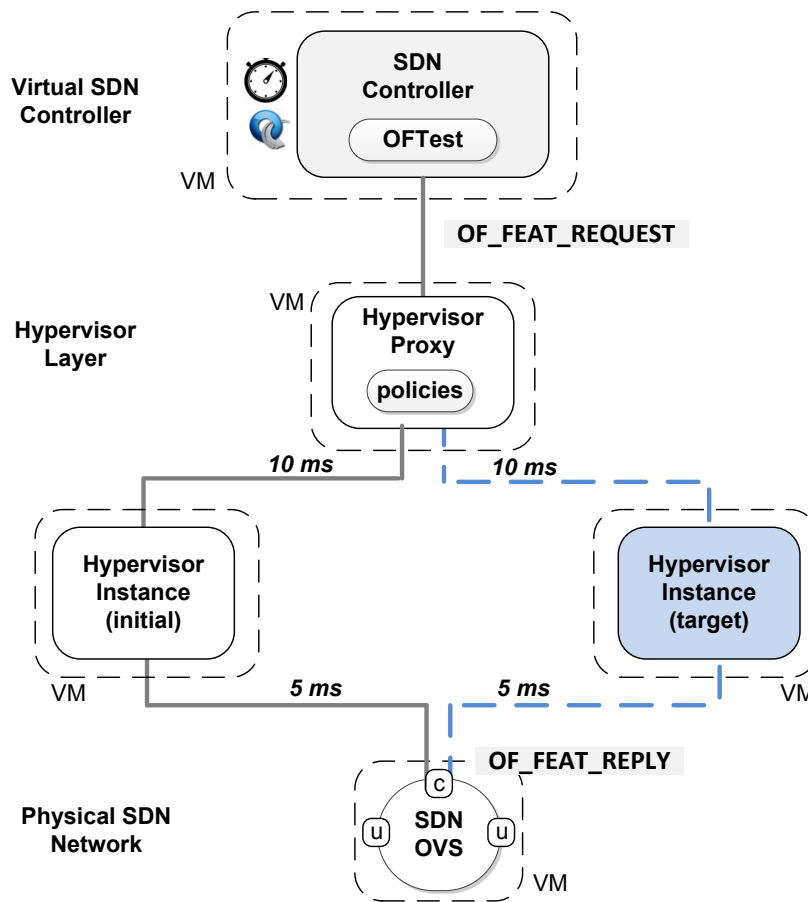 Virtual SDN
Controller
SDN
Controller
OFTest
VM
OF_FEAT_REQUEST
VM
Hypervisor
Layer
Hypervisor
Proxy
policies
10 ms
10 ms
Hypervisor
Instance
(initial)
Hypervisor
Instance
(target)
VM
VM
5 ms
5 ms
OF_FEAT_REPLY
Physical SDN
Network
c
u
SDN
OVS
u
VM